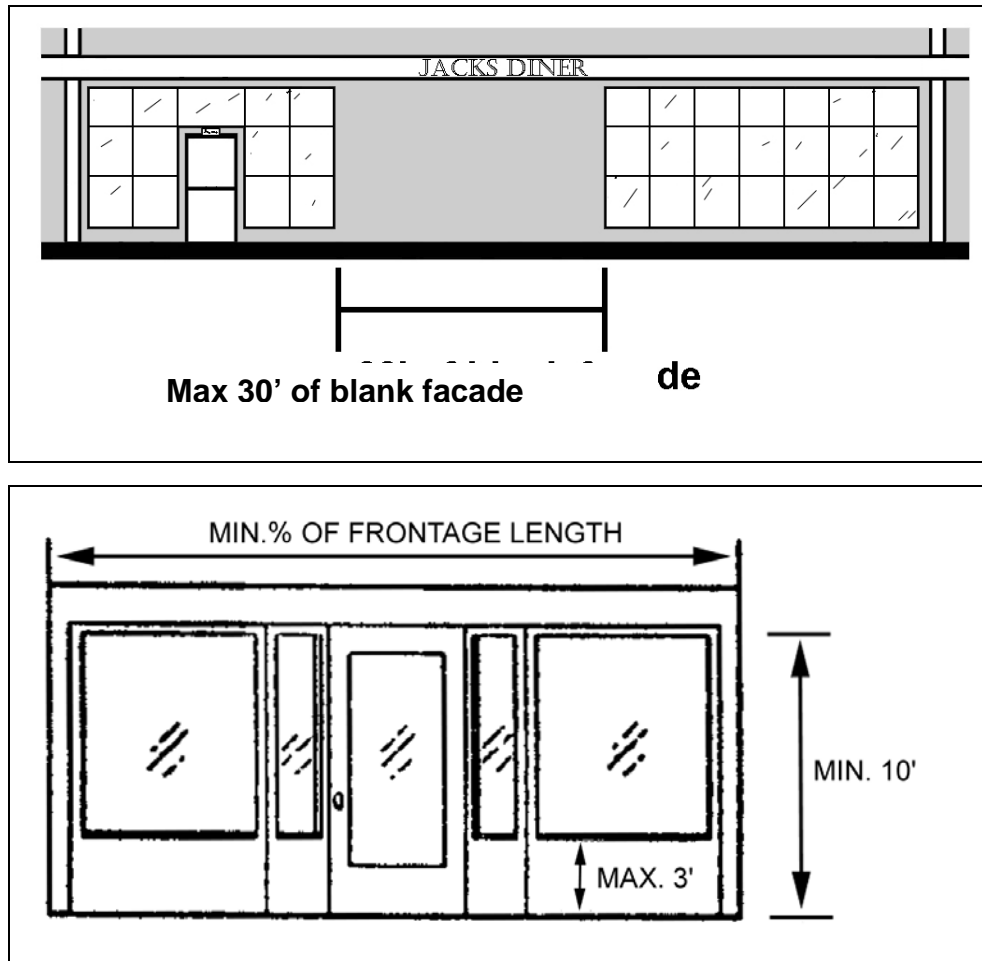 JACKS DINER
Max 30’ of blank facade
de
MIN.% OF FRONTAGE LENGTH
MIN. 10'
MAX. 3'